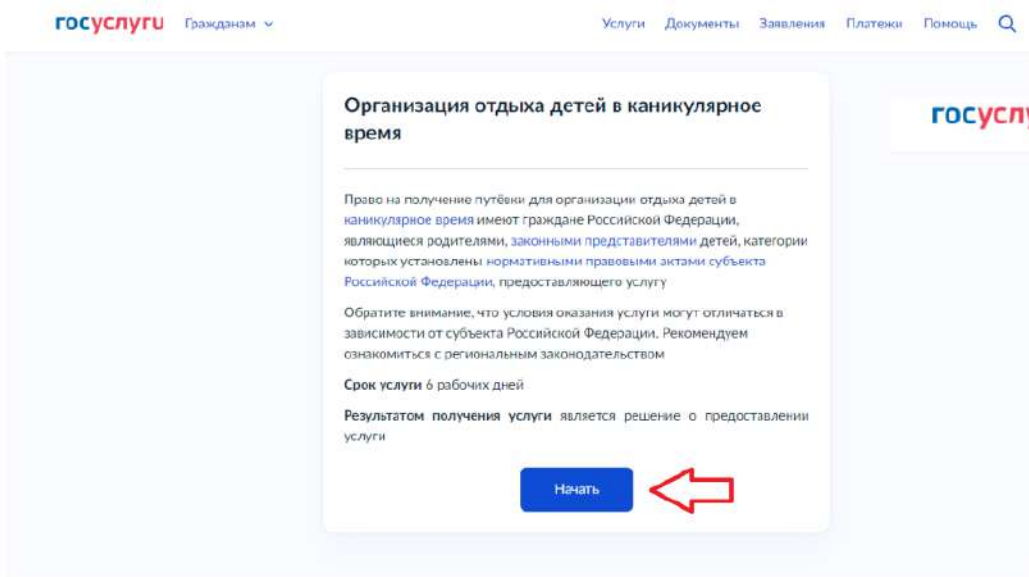 госуслуги Гражданам Услуги Документы Заявления Платежи Помощь
Организация отдыха детей в каникулярное
время
госуслу
Право на получение путёвки для организации отдыха детей в
каникулярное время имеют граждане Российской Федерации,
являющиеся родителями, законными представителями детей, категории
которых установлены нормативными правовыми актами субъекта
Российской Федерации, предоставляющего услугу
Обратите внимание, что условия оказания услуги могут отличаться в
зависимости от субъекта Российской Федерации. Рекомендуем
ознакомиться с региональным законодательством
Срок услуги 6 рабочих дней
Результатом получения услуги является решение о предоставлении
услуги
Начать